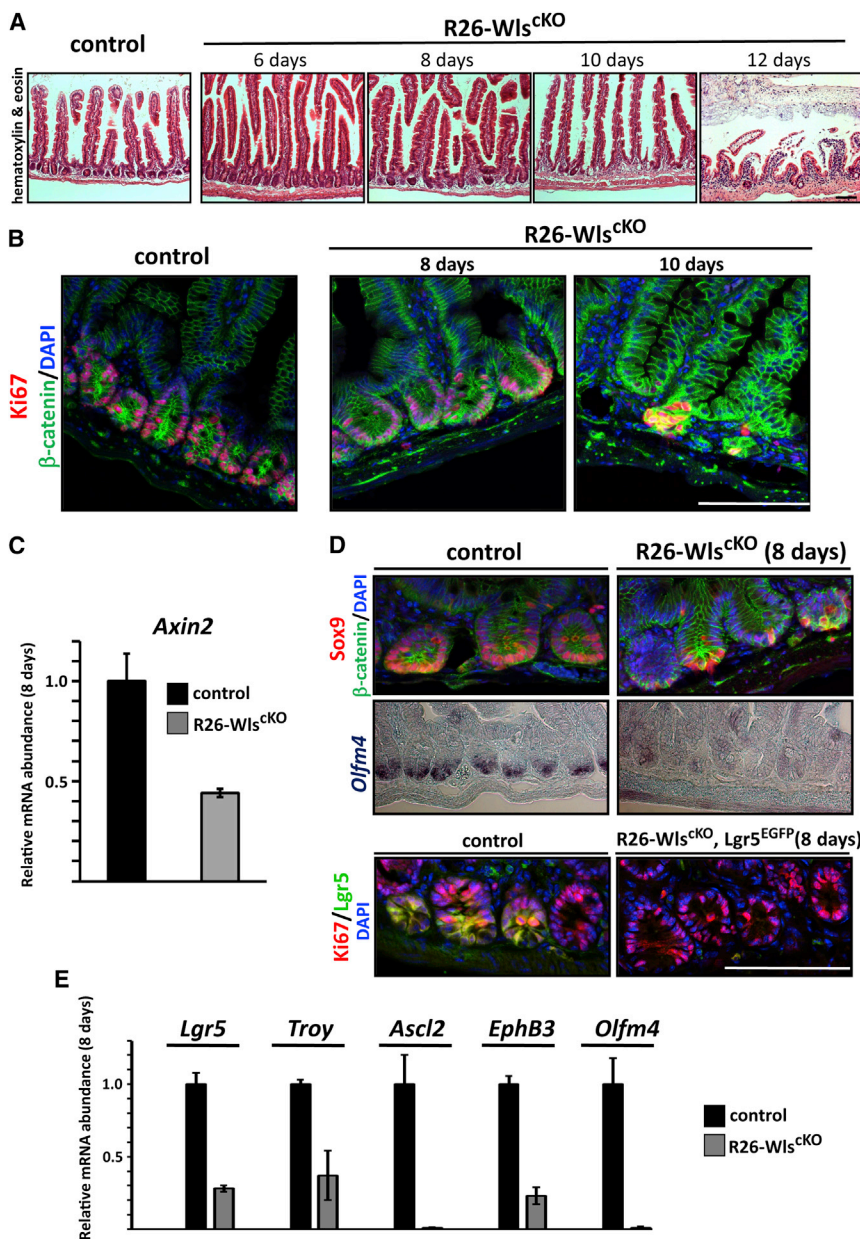 A
control
R26-Wls^cKO
6 days
8 days
10 days
12 days
hematoxylin & eosin
B
control
R26-Wls^cKO
8 days
10 days
Ki67
β-catenin/DAPI
C
Axin2
Relative mRNA abundance (8 days)
1.0
0.5
control
R26-Wls^cKO
D
control
R26-Wls^cKO (8 days)
Sox9
β-catenin/DAPI
Olfm4
control
R26-Wls^cKO, Lgr5^EGFP(8 days)
Ki67/Lgr5
DAPI
E
Relative mRNA abundance (8 days)
Lgr5
Troy
Ascl2
EphB3
Olfm4
1.0
0.5
control
R26-Wls^cKO